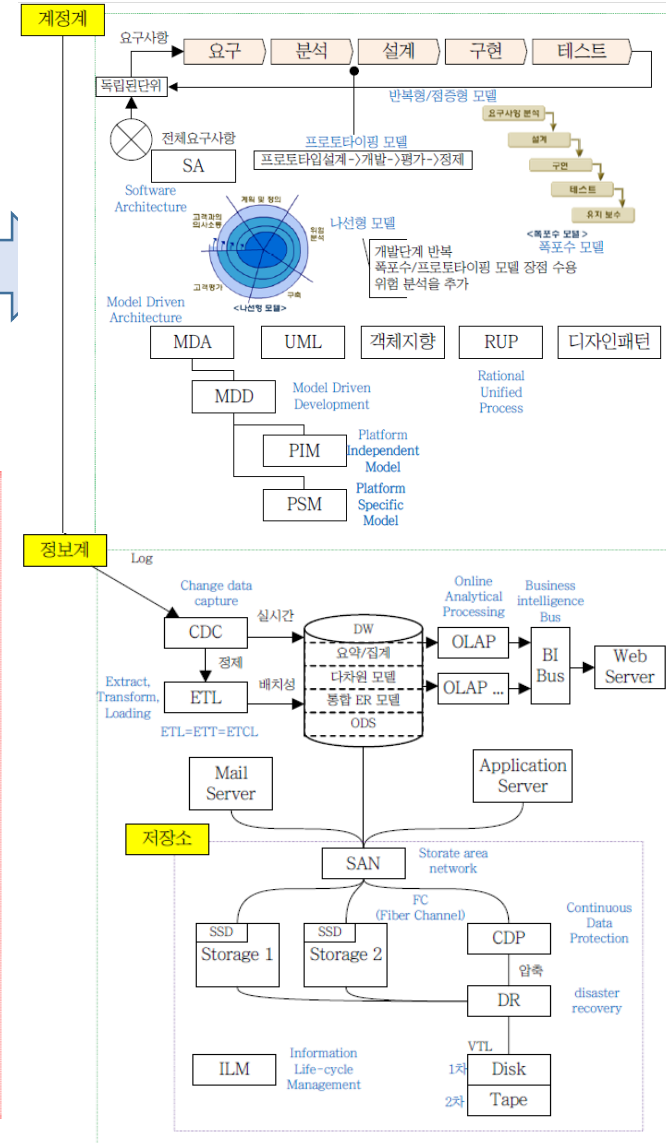 계정계
요구사항
요구
분석
설계
구현
테스트
독립된단위
반복형/점증형 모델
전체요구사항
SA
Software
Architecture
프로토타이핑 모델
프로토타입설계->개발->평가->정제
요구사항 분석
설계
구현
테스트
유지 보수
<폭포수 모델>
폭포수 모델
계획 및 정의
고객과의
의사소통
위험
분석
고객평가
구축
<나선형 모델>
나선형 모델
개발단계 반복
폭포수/프로토타이핑 모델 장점 수용
위험 분석을 추가
Model Driven
Architecture
MDA
UML
객체지향
RUP
디자인패턴
Rational
Unified
Process
MDD
Model Driven
Development
PIM
Platform
Independent
Model
PSM
Platform
Specific
Model
정보계
Log
Change data
capture
CDC
실시간
정제
Extract,
Transform,
Loading
ETL
배치성
ETL=ETT=ETCL
DW
요약/집계
다차원 모델
통합 ER 모델
ODS
Online
Analytical
Processing
OLAP
OLAP ...
Business
intelligence
Bus
BI
Bus
Web
Server
Mail
Server
Application
Server
저장소
SAN
Storate area
network
FC
(Fiber Channel)
SSD
Storage 1
SSD
Storage 2
CDP
Continuous
Data
Protection
압축
DR
disaster
recovery
ILM
Information
Life-cycle
Management
VTL
1차
Disk
2차
Tape